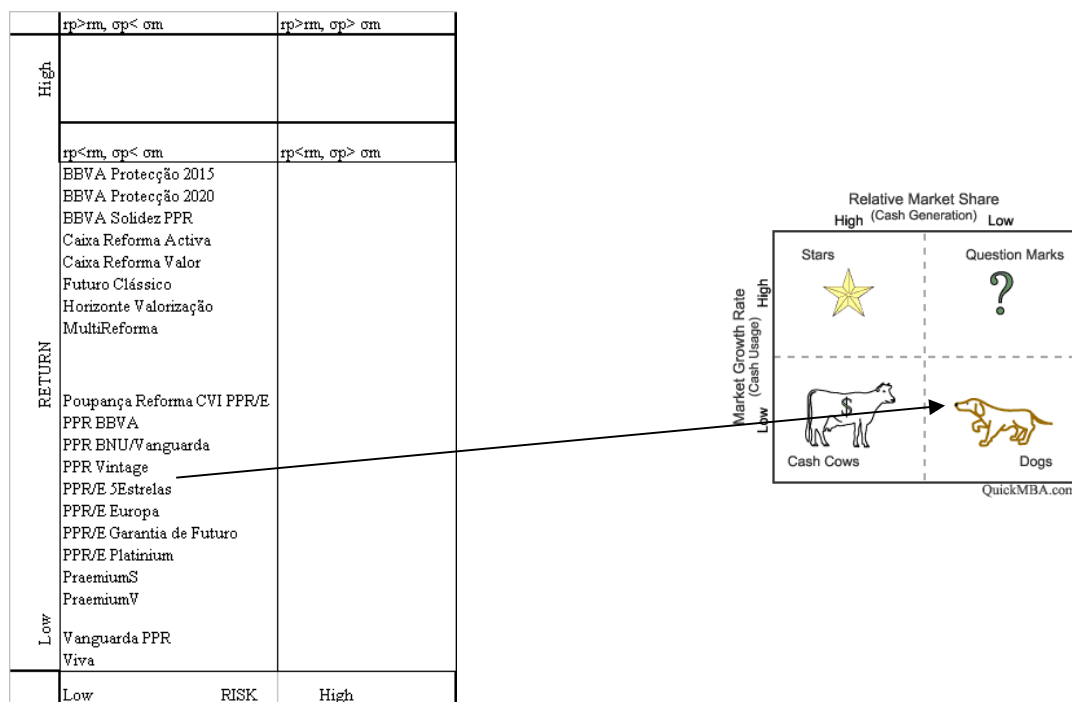 rp>rm, σp< σm
rp>rm, σp> σm
High
rp<rm, σp< σm
rp<rm, σp> σm
BBVA Protecção 2015
BBVA Protecção 2020
BBVA Solidez PPR
Caixa Reforma Activa
Caixa Reforma Valor
Futuro Clássico
Horizonte Valorização
MultiReforma
RETURN
Poupança Reforma CVI PPR/E
PPR BBVA
PPR BNU/Vanguarda
PPR Vintage
PPR/E 5Estrelas
PPR/E Europa
PPR/E Garantia de Futuro
PPR/E Platinium
PraemiumS
PraemiumV
Low
Vanguarda PPR
Viva
Low RISK High
Relative Market Share
High (Cash Generation) Low
Market Growth Rate
(Cash Usage)
High
Low
Stars
Question Marks
?
$
Cash Cows
Dogs
QuickMBA.com